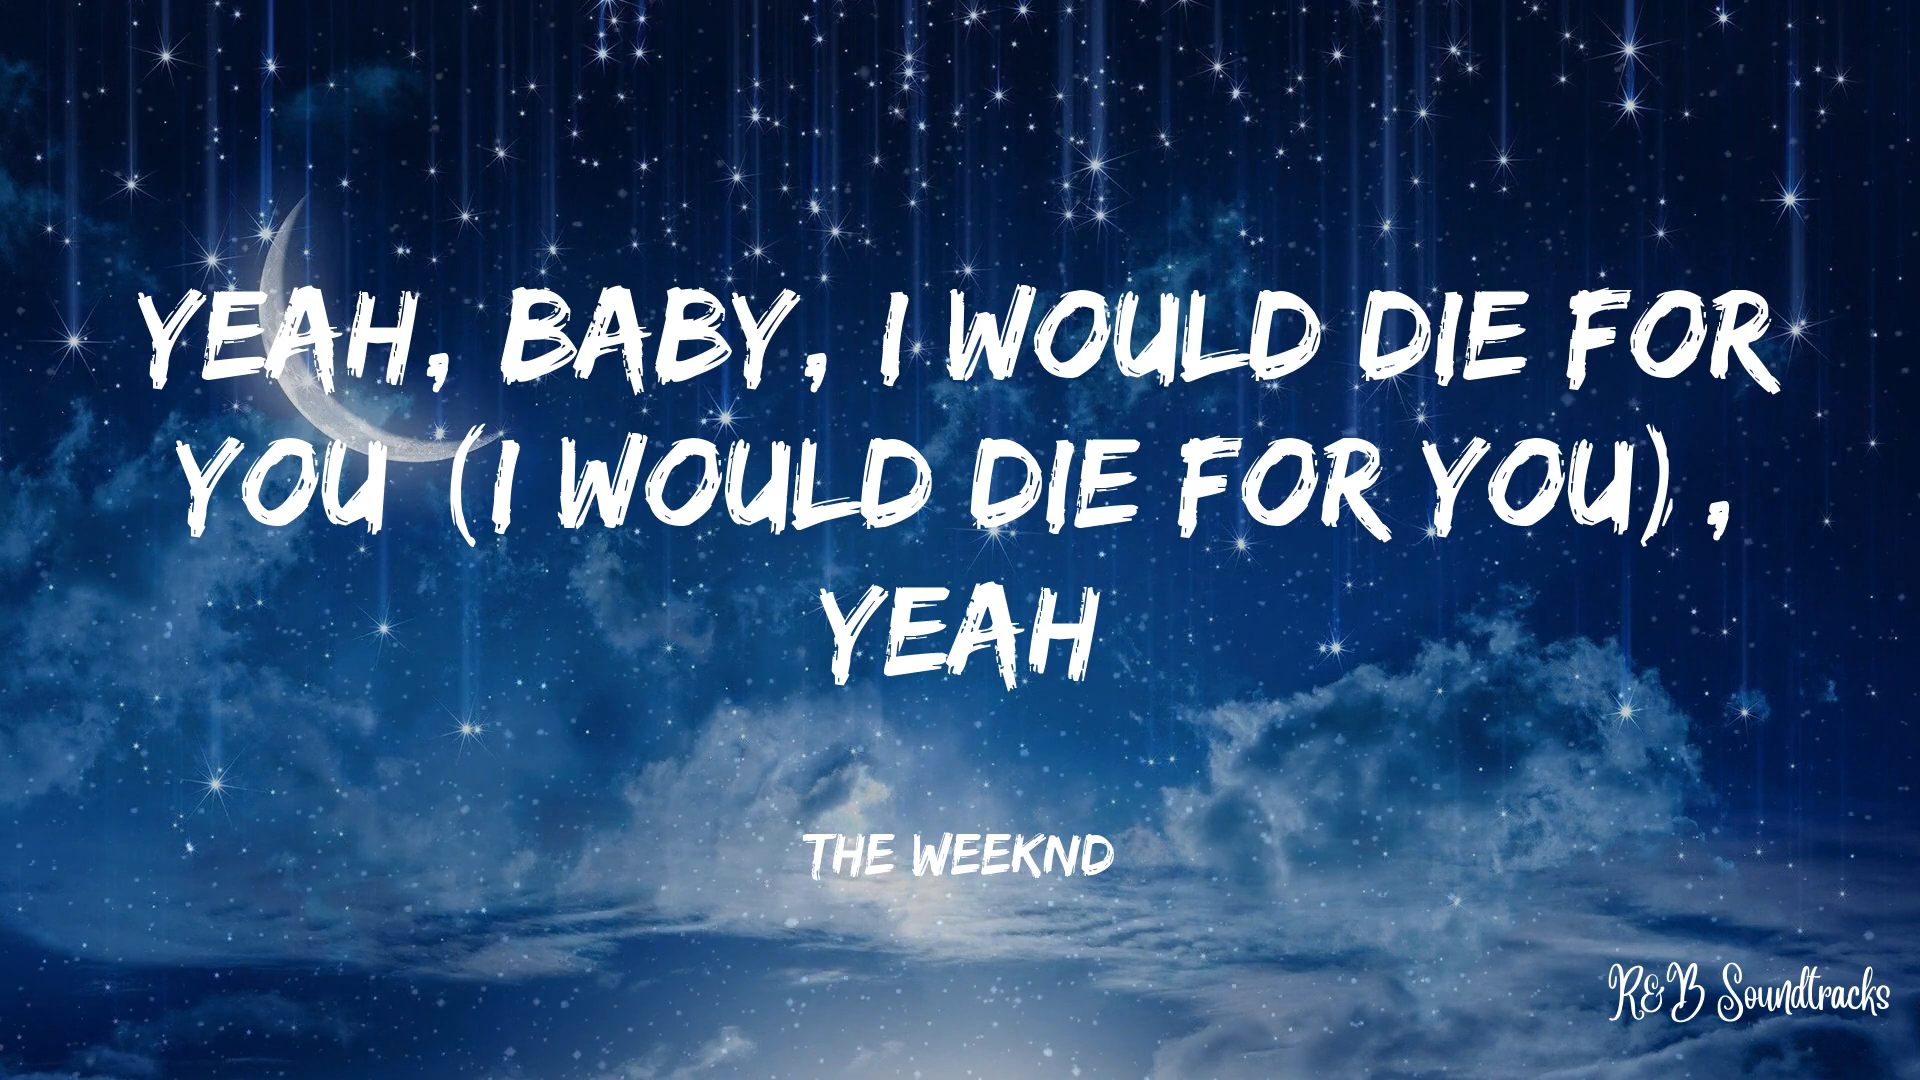 YEAH, BABY, I WOULD DIE FOR
YOU (I WOULD DIE FOR YOU) ,
YEAH
THE WEEKND
R&B Soundtracks